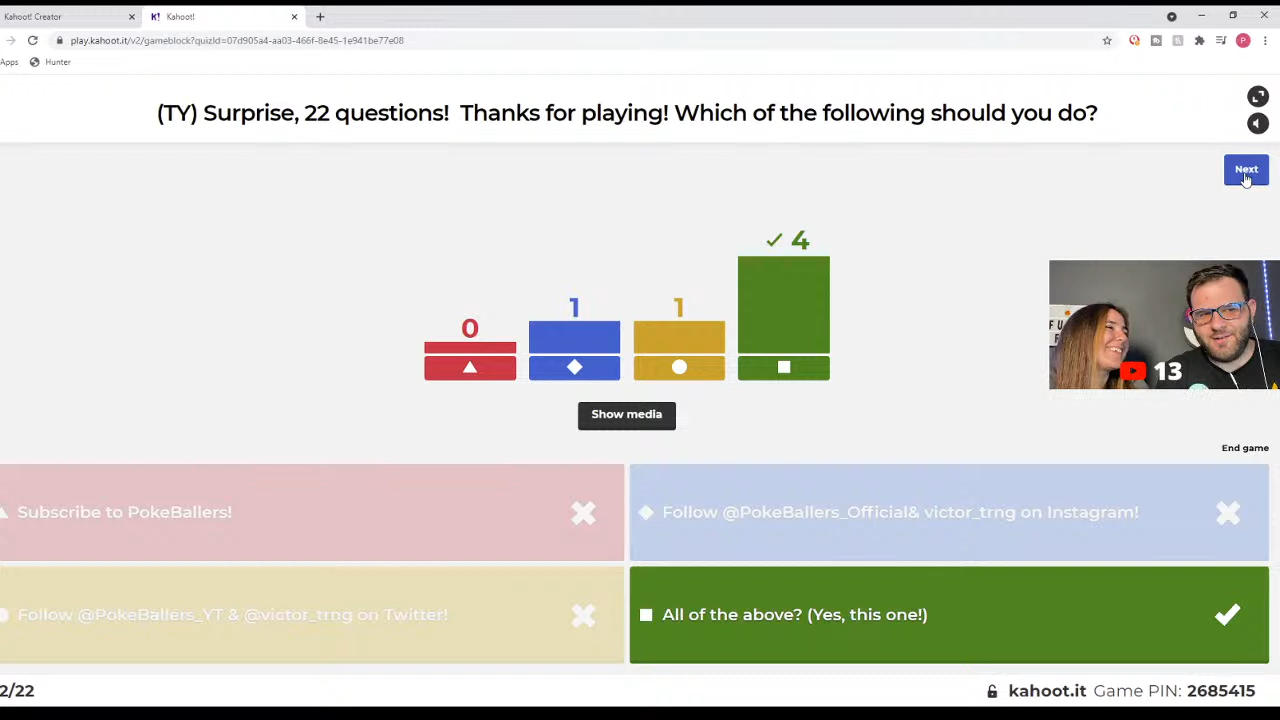 Kahoot! Creator
K! Kahoot!
play.kahoot.it/v2/gameblock?quizId=07d905a4-aa03-466f-8e45-1e941be77e08
P
Apps
Hunter
(TY) Surprise, 22 questions! Thanks for playing! Which of the following should you do?
Next
0
1
1
4
13
Show media
End game
Subscribe to PokeBallers!
Follow @PokeBallers_Official& victor_trng on Instagram!
Follow @PokeBallers_YT & @victor_trng on Twitter!
All of the above? (Yes, this one!)
2/22
kahoot.it Game PIN: 2685415